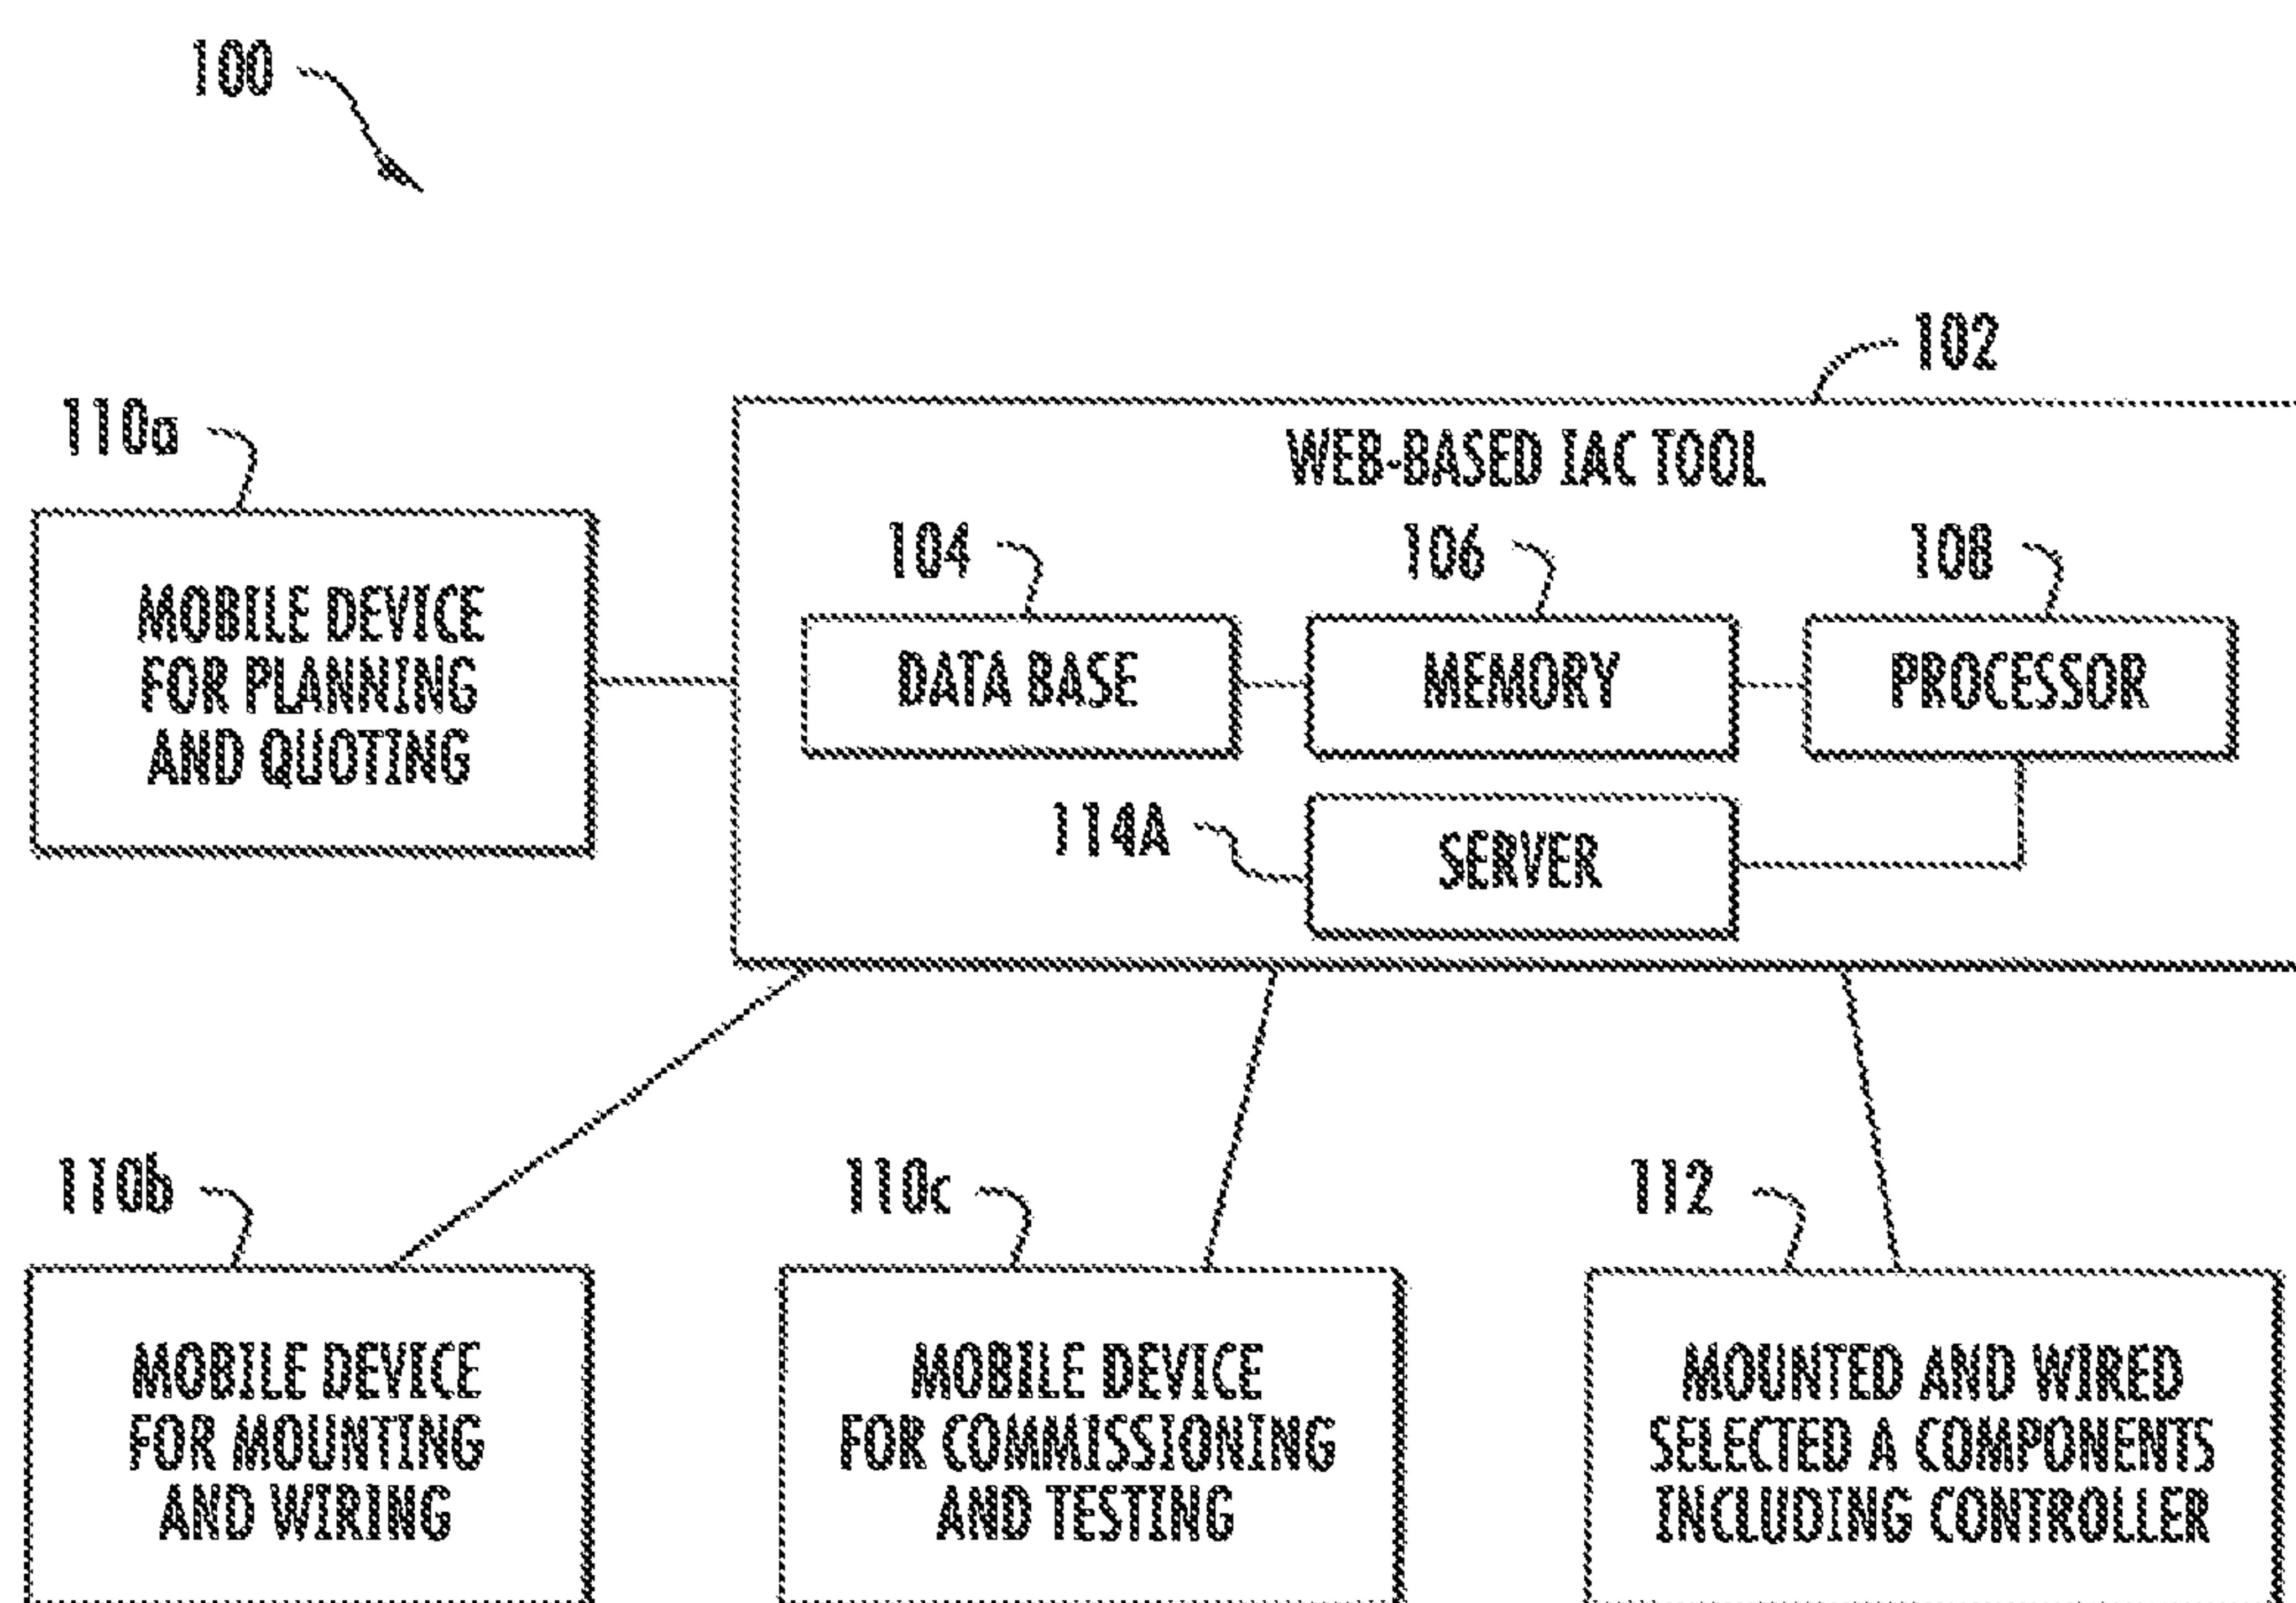 100
102
WEB-BASED IAC TOOL
110a
MOBILE DEVICE
FOR PLANNING
AND QUOTING
104
106
108
DATA BASE
MEMORY
PROCESSOR
114A
SERVER
110b
110c
112
MOBILE DEVICE
FOR MOUNTING
AND WIRING
MOBILE DEVICE
FOR COMMISSIONING
AND TESTING
MOUNTED AND WIRED
SELECTED A COMPONENTS
INCLUDING CONTROLLER